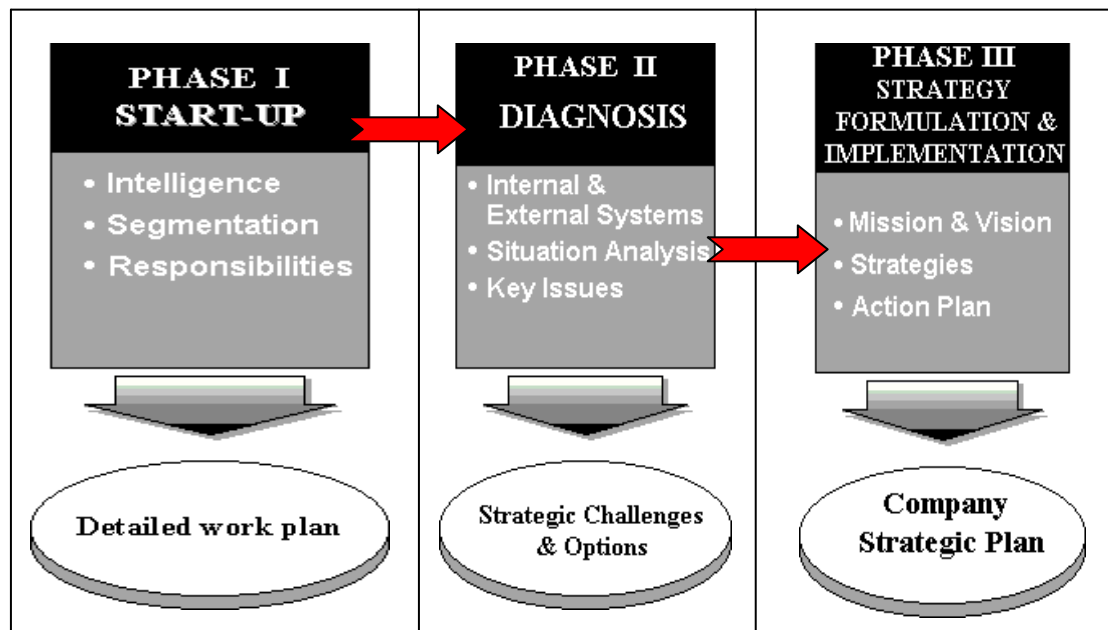 PHASE I
START-UP
• Intelligence
• Segmentation
• Responsibilities
Detailed work plan
PHASE II
DIAGNOSIS
• Internal &
External Systems
• Situation Analysis
• Key Issues
Strategic Challenges
& Options
PHASE III
STRATEGY
FORMULATION &
IMPLEMENTATION
• Mission & Vision
• Strategies
• Action Plan
Company
Strategic Plan